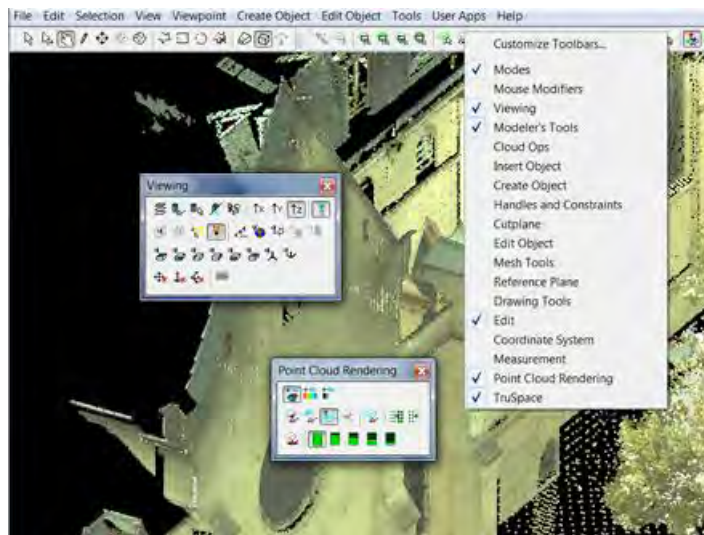 File Edit Selection View Viewpoint Create Object Edit Object Tools User Apps Help
Customize Toolbars...
Modes
Mouse Modifiers
Viewing
Modeler's Tools
Cloud Ops
Insert Object
Create Object
Handles and Constraints
Cutplane
Edit Object
Mesh Tools
Reference Plane
Drawing Tools
Edit
Coordinate System
Measurement
Point Cloud Rendering
TruSpace
Viewing
Point Cloud Rendering